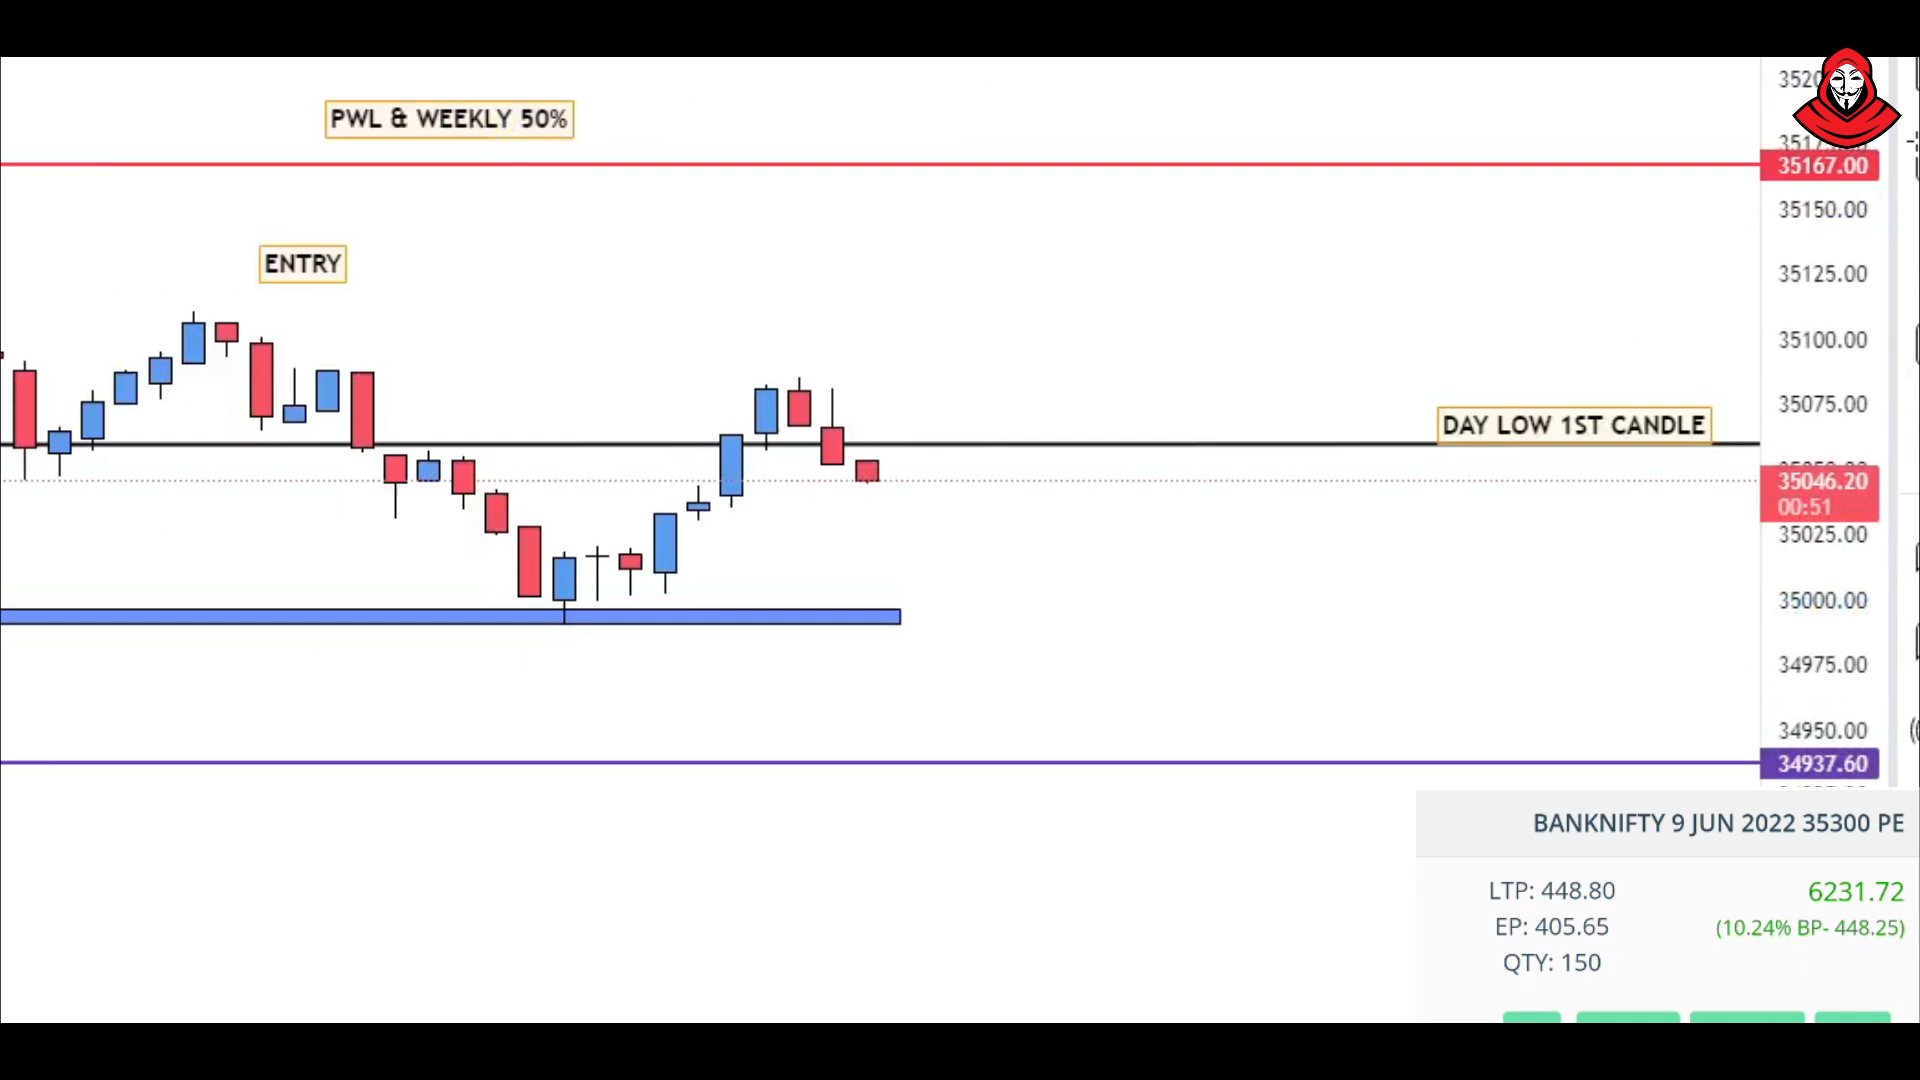 PWL & WEEKLY 50%
35167.00
35150.00
ENTRY
35125.00
35100.00
35075.00
DAY LOW 1ST CANDLE
35046.20
00:51
35025.00
35000.00
34975.00
34950.00
34937.60
BANKNIFTY 9 JUN 2022 35300 PE
LTP: 448.80 6231.72
EP: 405.65 (10.24% BP- 448.25)
QTY: 150